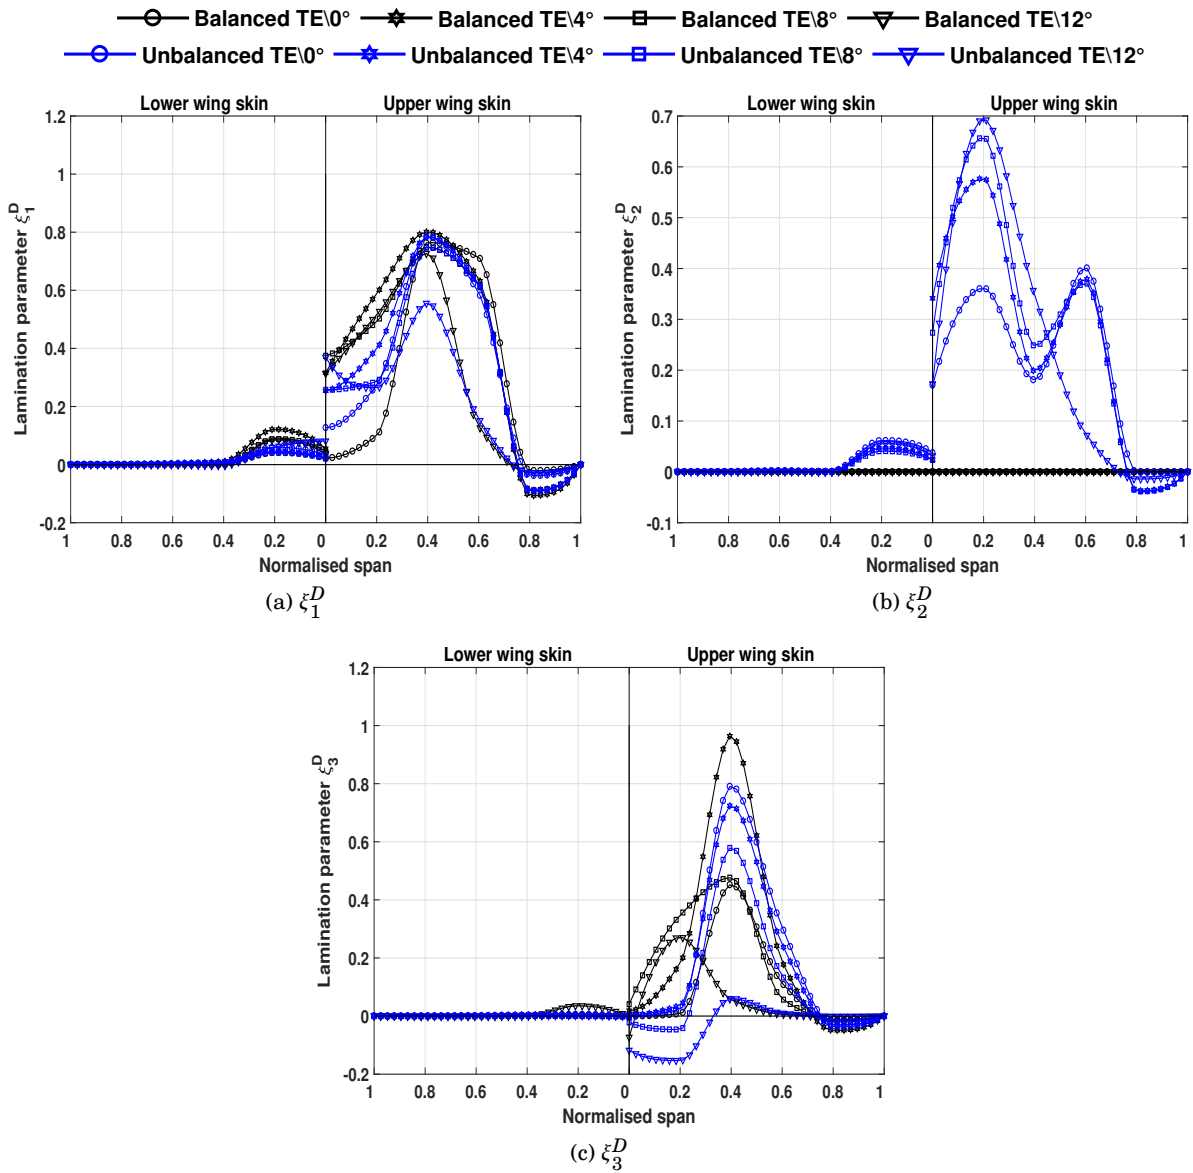 Balanced TE\0° Balanced TE\4° Balanced TE\8° Balanced TE\12°
Unbalanced TE\0° Unbalanced TE\4° Unbalanced TE\8° Unbalanced TE\12°
Lower wing skin Upper wing skin
1.2
1
0.8
0.6
0.4
0.2
0
-0.2
Lamination parameter ξ₁ᴰ
1 0.8 0.6 0.4 0.2 0 0.2 0.4 0.6 0.8 1
Normalised span
(a) ξ₁ᴰ
Lower wing skin Upper wing skin
0.7
0.6
0.5
0.4
0.3
0.2
0.1
0
-0.1
Lamination parameter ξ₂ᴰ
1 0.8 0.6 0.4 0.2 0 0.2 0.4 0.6 0.8 1
Normalised span
(b) ξ₂ᴰ
Lower wing skin Upper wing skin
1.2
1
0.8
0.6
0.4
0.2
0
-0.2
Lamination parameter ξ₃ᴰ
1 0.8 0.6 0.4 0.2 0 0.2 0.4 0.6 0.8 1
Normalised span
(c) ξ₃ᴰ